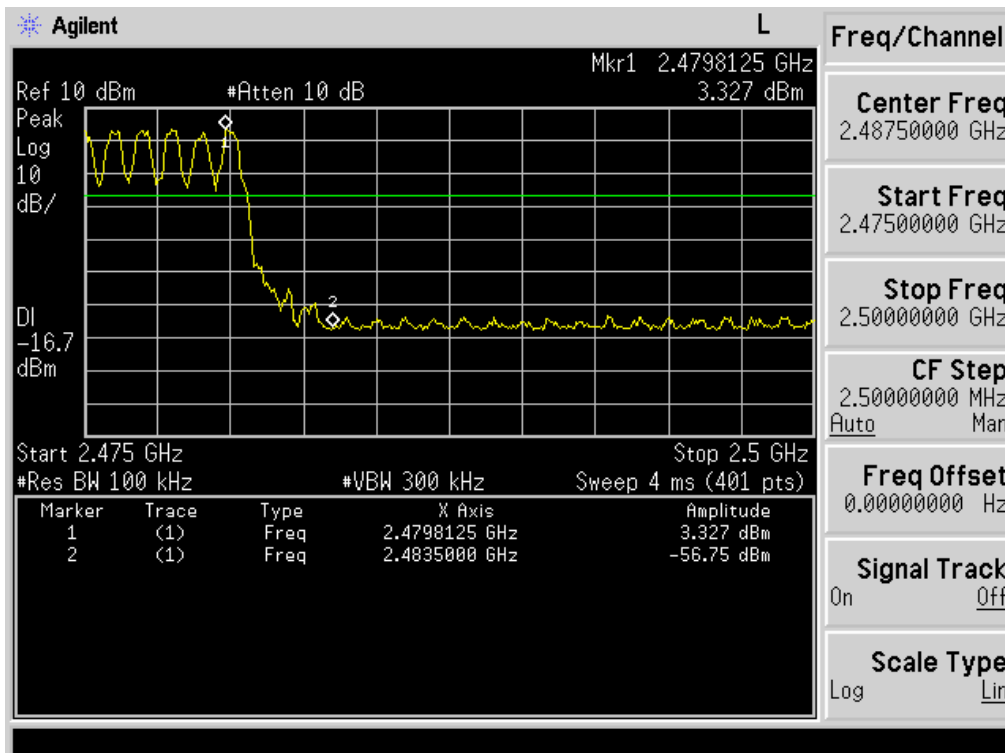 Agilent L
Freq/Channel
Mkr1 2.4798125 GHz
Ref 10 dBm #Atten 10 dB 3.327 dBm
Peak
Log
10
dB/
1
2
DI
-16.7
dBm
Start 2.475 GHz Stop 2.5 GHz
#Res BW 100 kHz #VBW 300 kHz Sweep 4 ms (401 pts)
Marker Trace Type X Axis Amplitude
1 (1) Freq 2.4798125 GHz 3.327 dBm
2 (1) Freq 2.4835000 GHz -56.75 dBm
Center Freq
2.48750000 GHz
Start Freq
2.47500000 GHz
Stop Freq
2.50000000 GHz
CF Step
2.50000000 MHz
Auto Man
Freq Offset
0.00000000 Hz
Signal Track
On Off
Scale Type
Log Lin